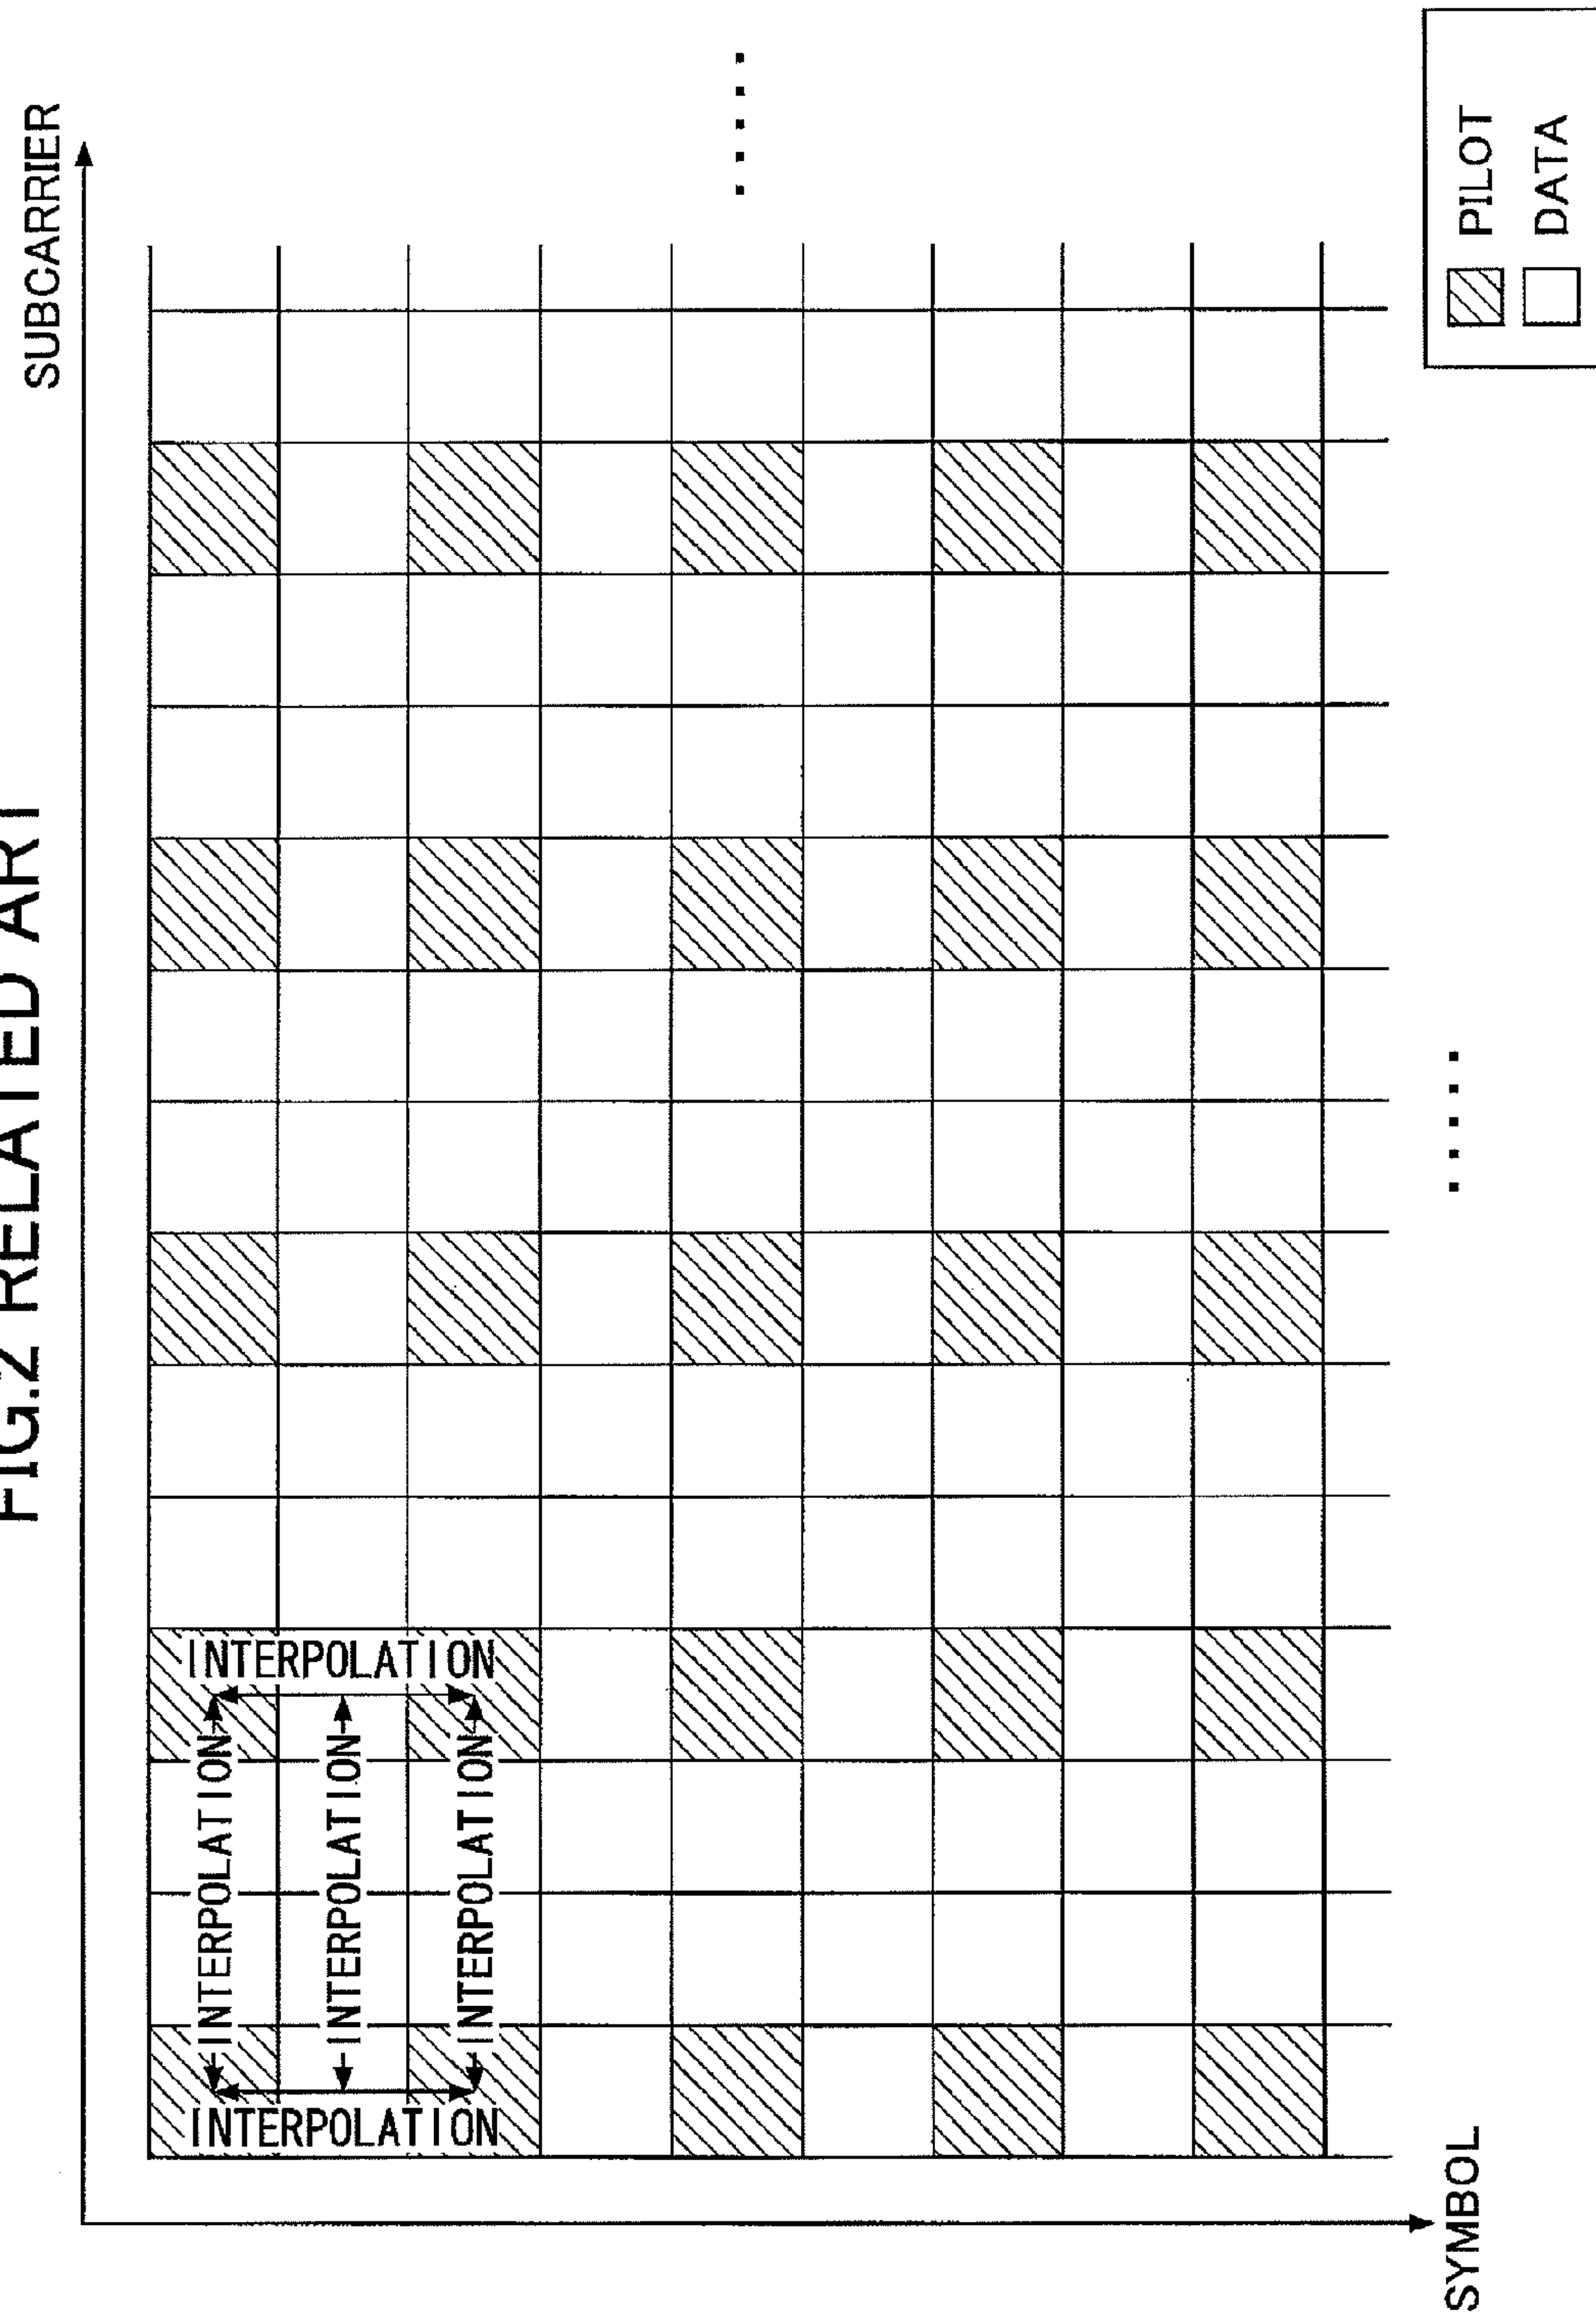 FIG.2 RELATED ART
SUBCARRIER
INTERPOLATION
INTERPOLATION
INTERPOLATION
INTERPOLATION
INTERPOLATION
SYMBOL
PILOT
DATA